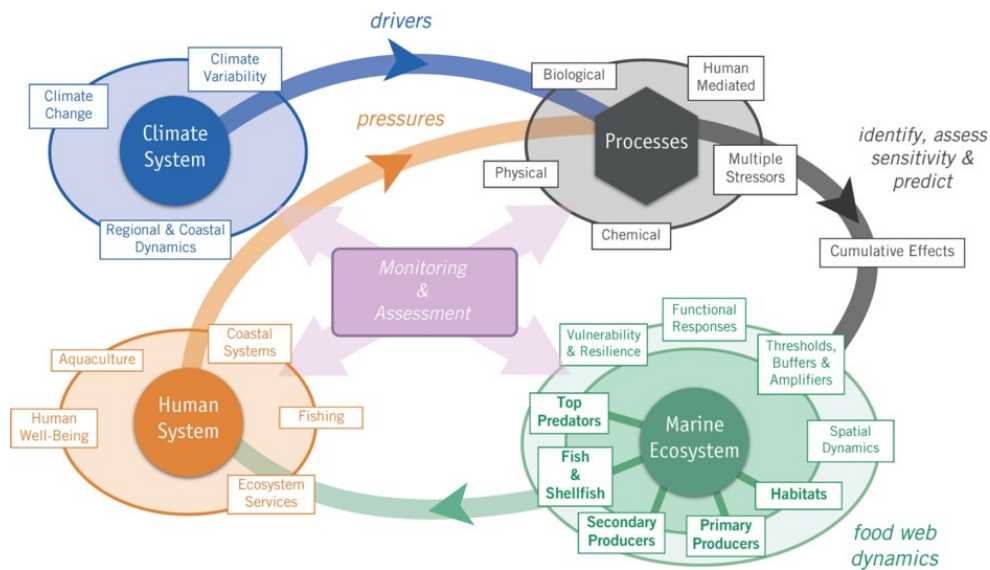 drivers
Climate
Variability
Climate
Change
Climate
System
Regional & Coastal
Dynamics
pressures
Biological
Human
Mediated
Processes
Physical
Multiple
Stressors
Chemical
identify, assess
sensitivity &
predict
Cumulative Effects
Monitoring
&
Assessment
Coastal
Systems
Aquaculture
Human
Well-Being
Human
System
Fishing
Ecosystem
Services
Functional
Responses
Vulnerability
& Resilience
Thresholds,
Buffers &
Amplifiers
Top
Predators
Marine
Ecosystem
Spatial
Dynamics
Fish
&
Shellfish
Habitats
Secondary
Producers
Primary
Producers
food web
dynamics